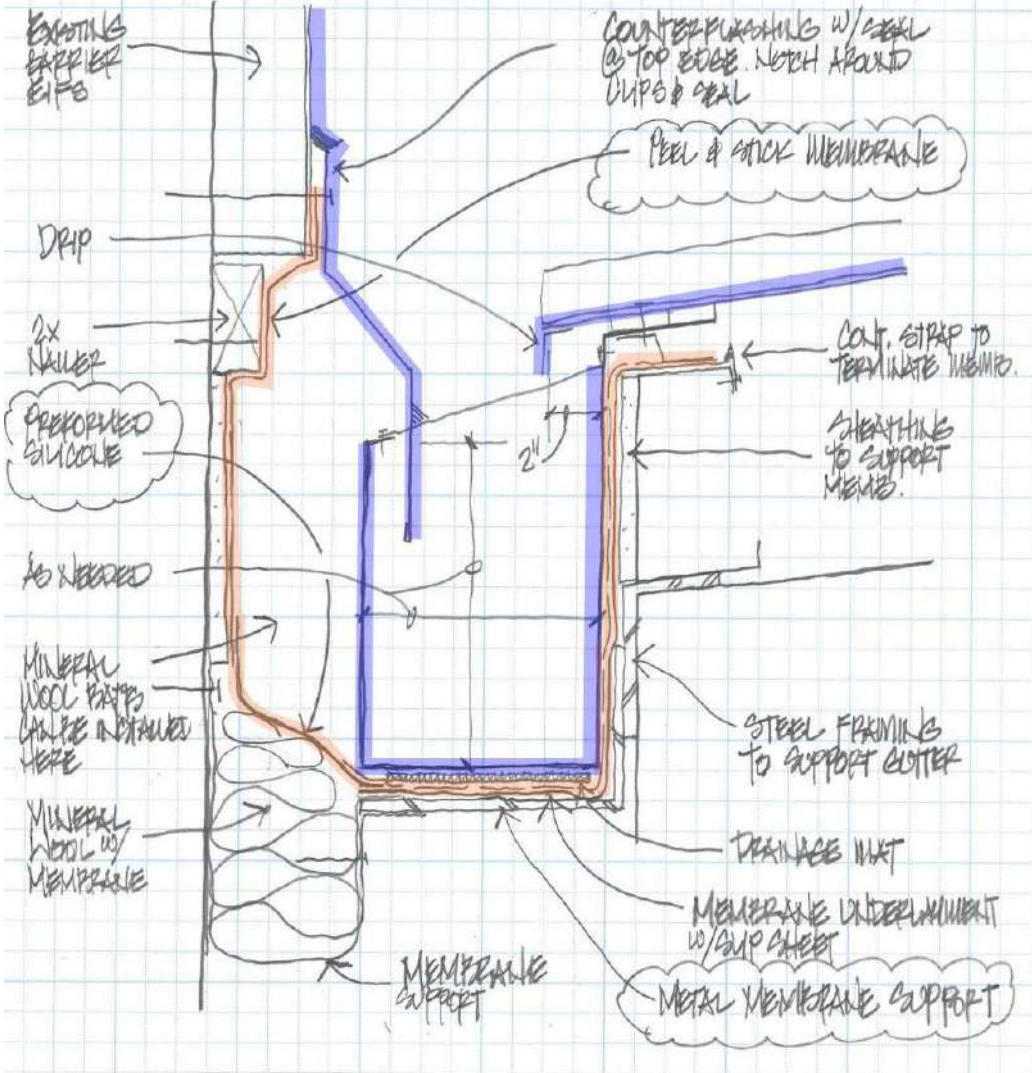 EXISTING
BARRIER
EIFS
COUNTERFLASHING W/ SEAL
@ TOP EDGE. NOTCH AROUND
CLIPS & SEAL
PEEL & STICK MEMBRANE
DRIP
2X
NAILER
CONT. STRAP TO
TERMINATE MEMB.
PREFORMED
SILICONE
2"
SHEATHING
TO SUPPORT
MEMB.
AS NEEDED
MINERAL
WOOL BATTS
CAN BE INSTALLED
HERE
STEEL FRAMING
TO SUPPORT GUTTER
MINERAL
WOOL W/
MEMBRANE
DRAINAGE MAT
MEMBRANE UNDERLAYMENT
W/ SLIP SHEET
MEMBRANE
SUPPORT
METAL MEMBRANE SUPPORT